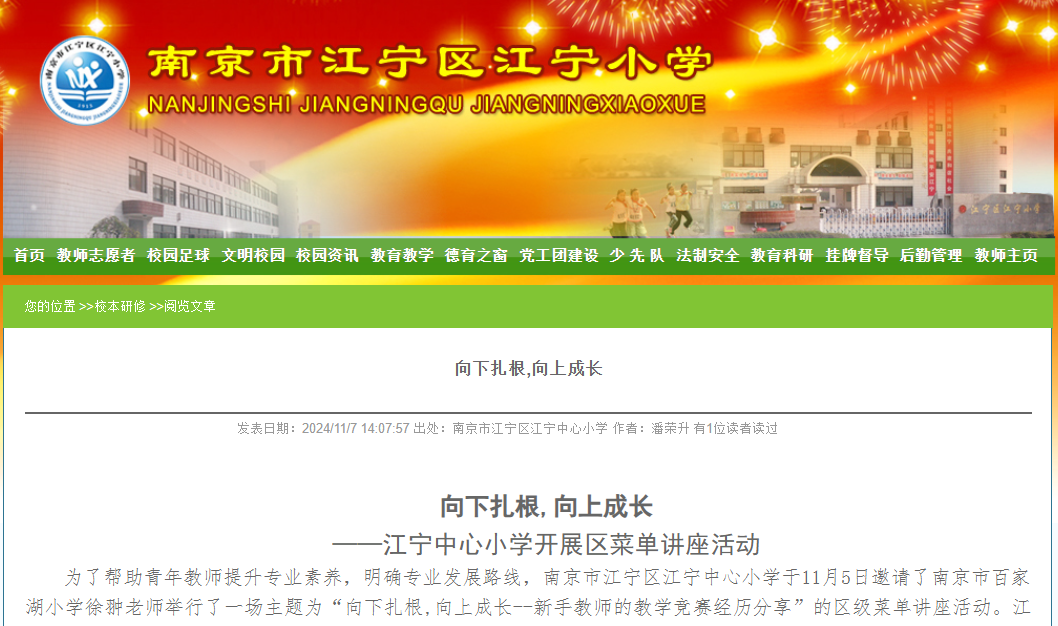 南京市江宁区江宁小学
NANJINGSHI JIANGNINGQU JIANGNINGXIAOXUE
江宁区江宁小学
首页 教师志愿者 校园足球 文明校园 校园资讯 教育教学 德育之窗 党工团建设 少 先 队 法制安全 教育科研 挂牌督导 后勤管理 教师主页
您的位置 >>校本研修 >>阅览文章
向下扎根,向上成长
发表日期：2024/11/7 14:07:57 出处：南京市江宁区江宁中心小学 作者：潘荣升 有1位读者读过
向下扎根, 向上成长
——江宁中心小学开展区菜单讲座活动
为了帮助青年教师提升专业素养，明确专业发展路线，南京市江宁区江宁中心小学于11月5日邀请了南京市百家
湖小学徐翀老师举行了一场主题为“向下扎根,向上成长--新手教师的教学竞赛经历分享”的区级菜单讲座活动。江